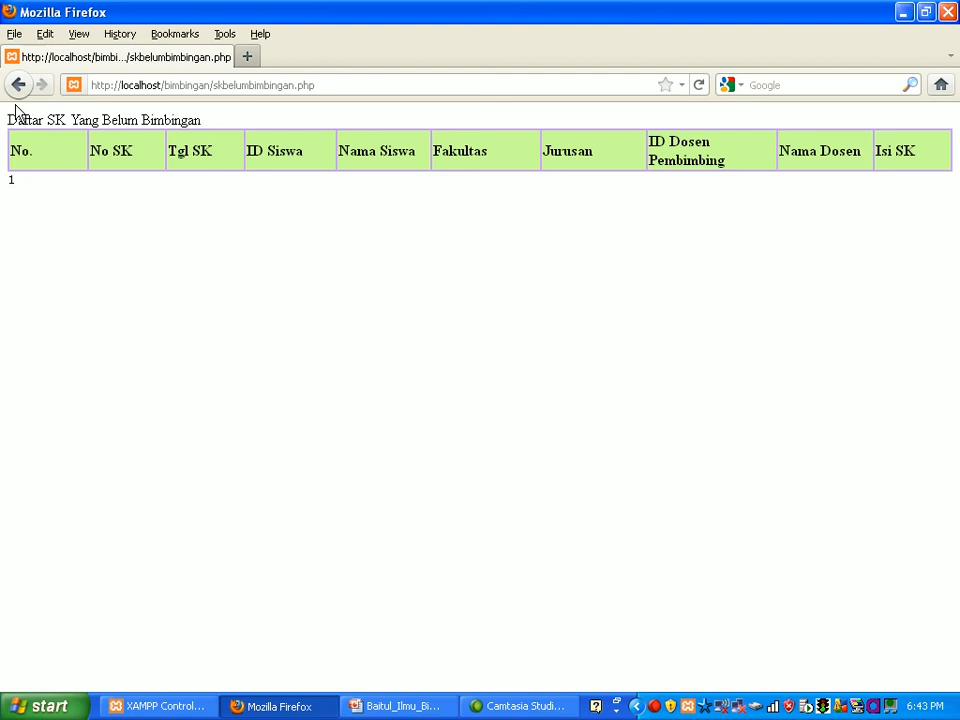 Mozilla Firefox
File Edit View History Bookmarks Tools Help
http://localhost/bimbi.../skbelumbimbingan.php
http://localhost/bimbingan/skbelumbimbingan.php
Google
Daftar SK Yang Belum Bimbingan
No. No SK Tgl SK ID Siswa Nama Siswa Fakultas Jurusan ID Dosen Pembimbing Nama Dosen Isi SK
1
start XAMPP Control... Mozilla Firefox Baitul_Ilmu_Bi... Camtasia Studi... 6:43 PM